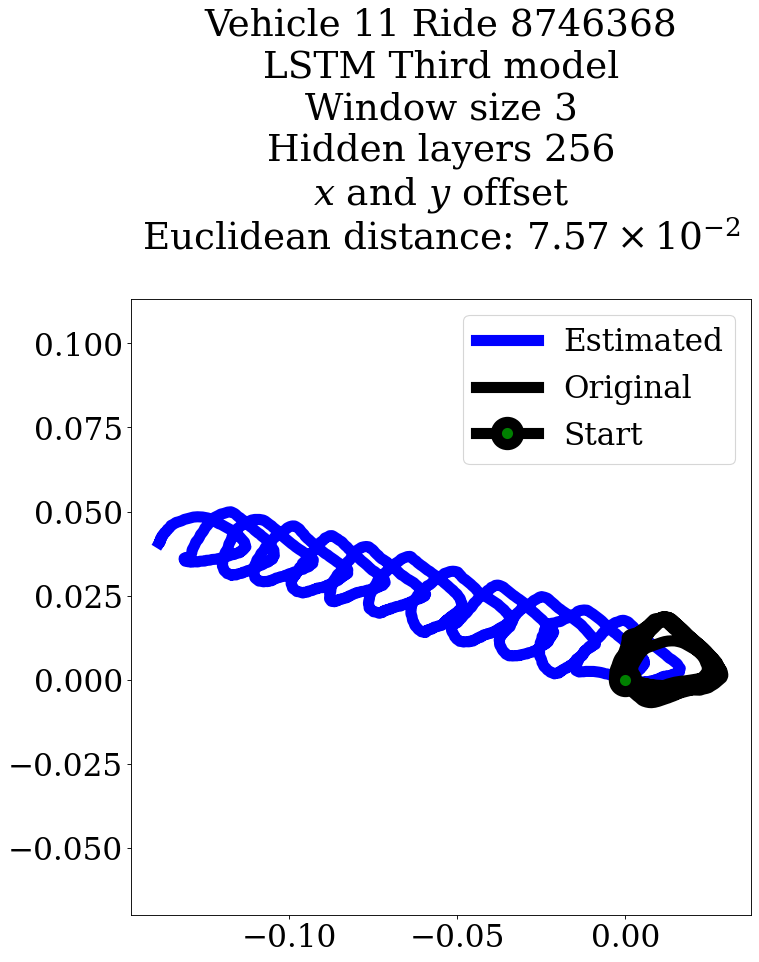 Vehicle 11 Ride 8746368
LSTM Third model
Window size 3
Hidden layers 256
x and y offset
Euclidean distance: 7.57 × 10⁻²
Estimated
Original
Start
0.100
0.075
0.050
0.025
0.000
−0.025
−0.050
−0.10
−0.05
0.00